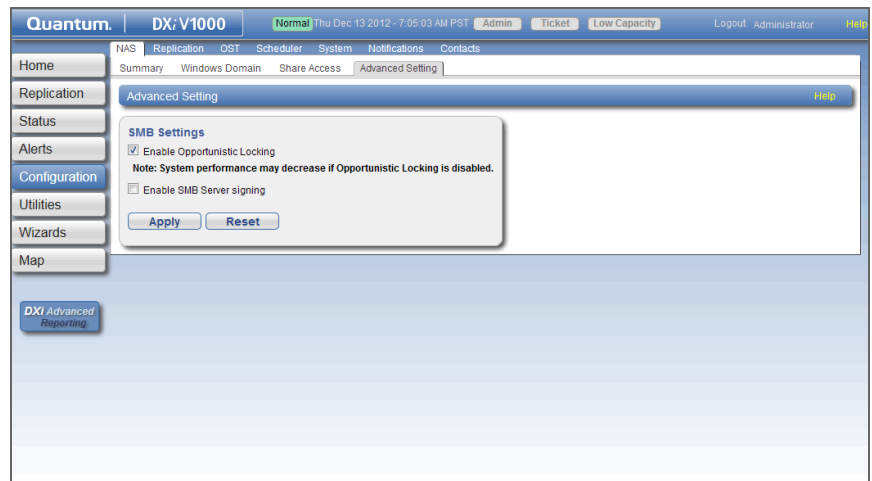 Quantum. DXi V1000 Normal Thu Dec 13 2012 - 7:05:03 AM PST Admin Ticket Low Capacity Logout Administrator Help
NAS Replication OST Scheduler System Notifications Contacts
Summary Windows Domain Share Access Advanced Setting
Home
Replication
Status
Alerts
Configuration
Utilities
Wizards
Map
DXi Advanced
Reporting
Advanced Setting Help
SMB Settings
Enable Opportunistic Locking
Note: System performance may decrease if Opportunistic Locking is disabled.
Enable SMB Server signing
Apply Reset